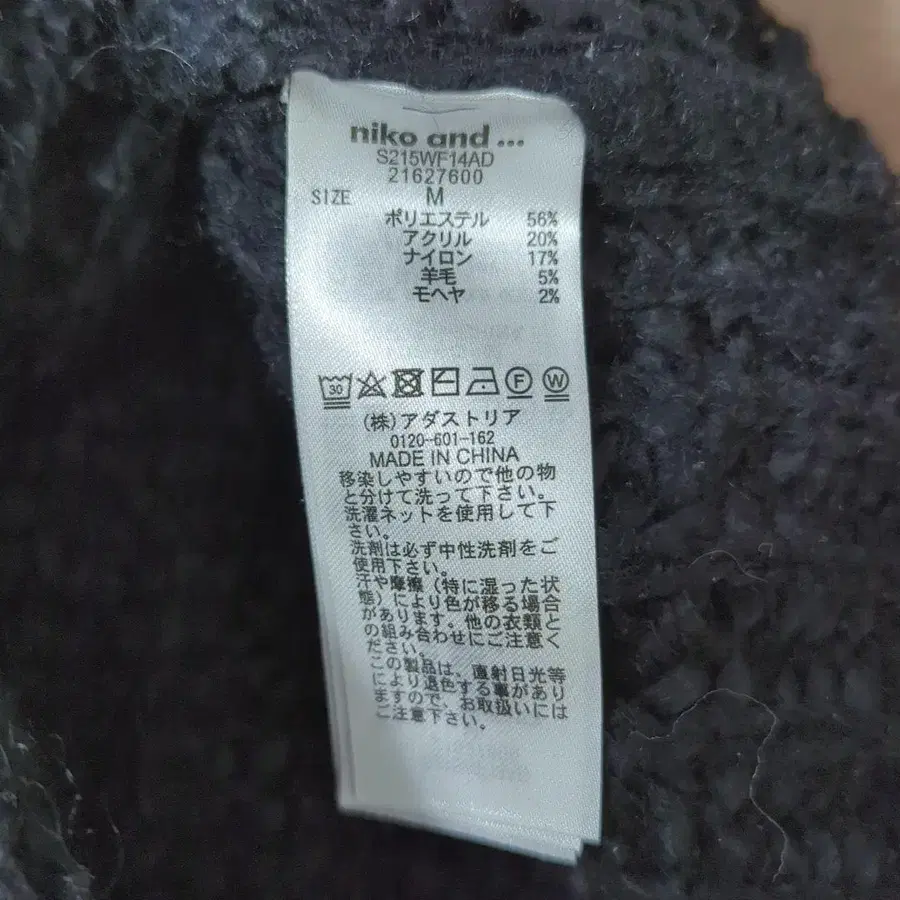 niko and ...
S215WF14AD
21627600
SIZE M
ポリエステル 56%
アクリル 20%
ナイロン 17%
羊毛 5%
モヘヤ 2%
30 F W
(株)アダストリア
0120-601-162
MADE IN CHINA
移染しやすいので他の物
と分けて洗って下さい。
洗濯ネットを使用して下
さい。
洗剤は必ず中性洗剤をご
使用下さい。
汗や摩擦(特に湿った状
態)により色が移る場合
があります。他の衣類と
の組み合わせにご注意く
ださい。
この製品は、直射日光等
により退色する事があり
ますので、お取扱いには
ご注意下さい。